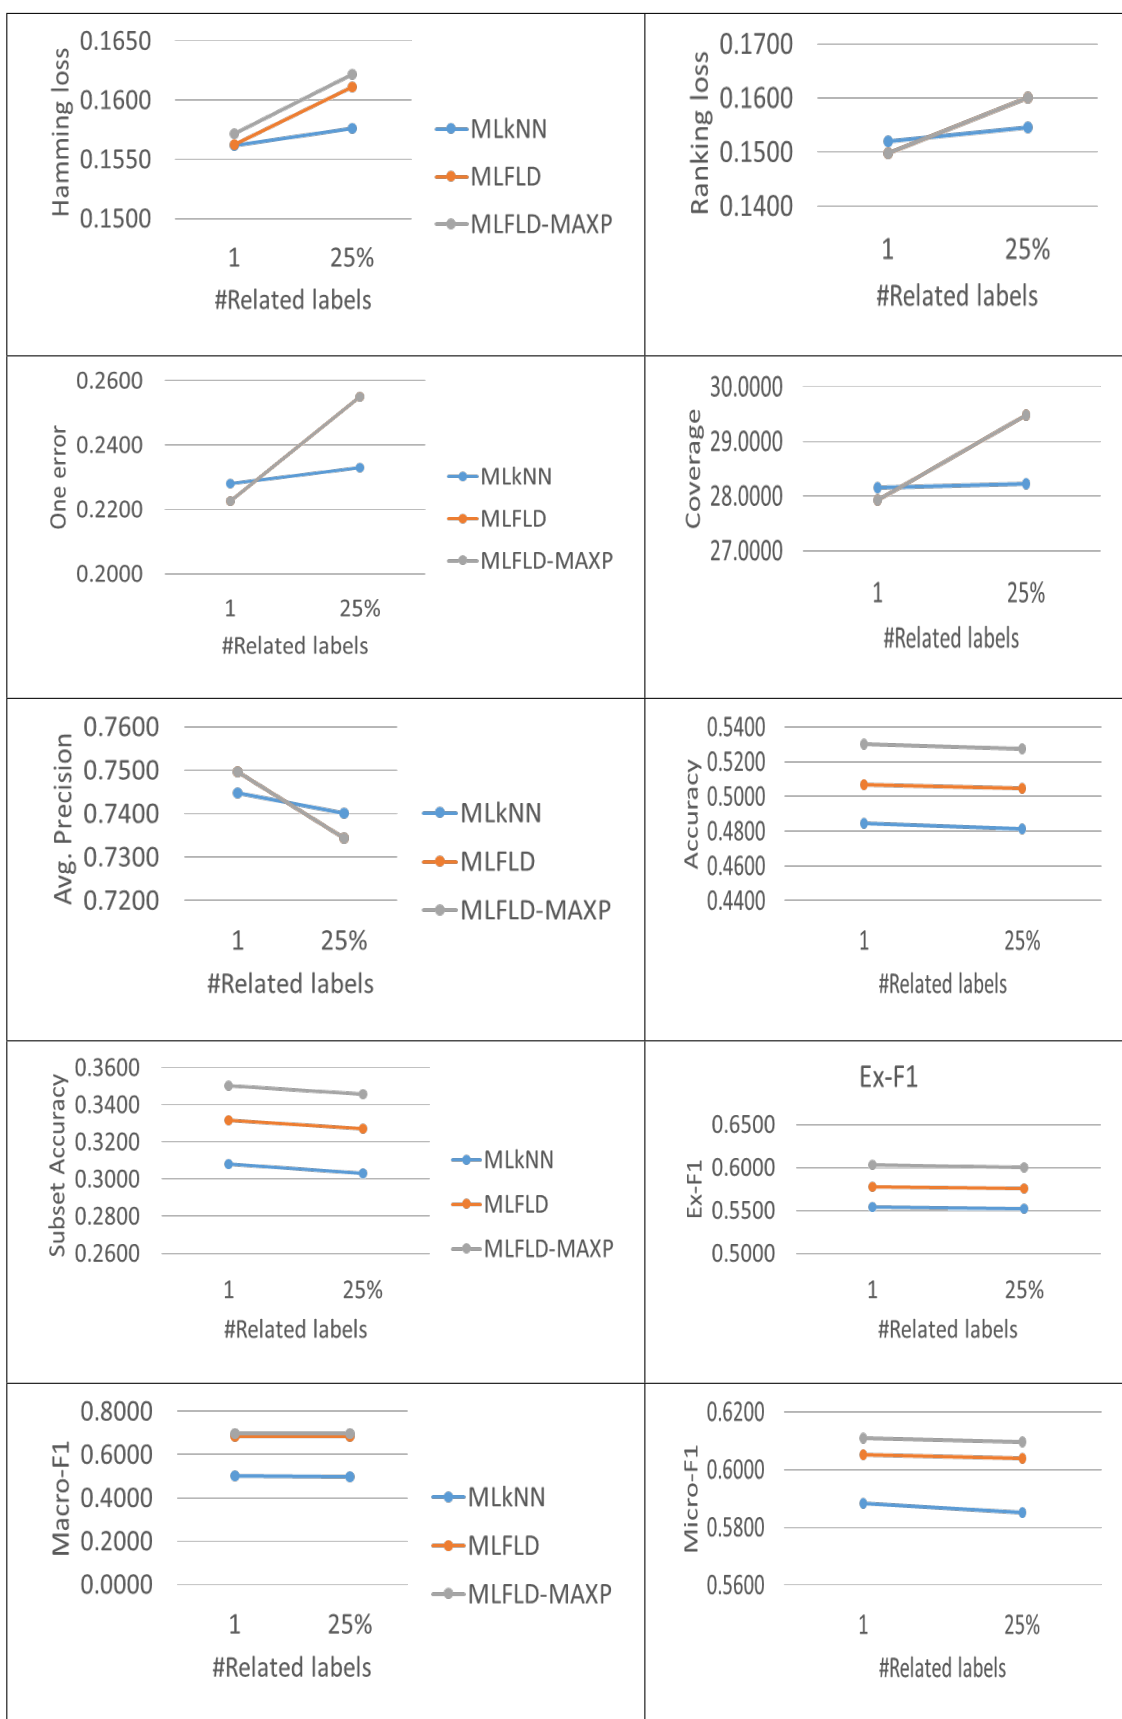 Hamming loss
0.1650
0.1600
0.1550
0.1500
1 25%
#Related labels
MLkNN
MLFLD
MLFLD-MAXP
Ranking loss
0.1700
0.1600
0.1500
0.1400
1 25%
#Related labels
One error
0.2600
0.2400
0.2200
0.2000
1 25%
#Related labels
MLkNN
MLFLD
MLFLD-MAXP
Coverage
30.0000
29.0000
28.0000
27.0000
1 25%
#Related labels
Avg. Precision
0.7600
0.7500
0.7400
0.7300
0.7200
1 25%
#Related labels
MLkNN
MLFLD
MLFLD-MAXP
Accuracy
0.5400
0.5200
0.5000
0.4800
0.4600
0.4400
1 25%
#Related labels
Subset Accuracy
0.3600
0.3400
0.3200
0.3000
0.2800
0.2600
1 25%
#Related labels
MLkNN
MLFLD
MLFLD-MAXP
Ex-F1
Ex-F1
0.6500
0.6000
0.5500
0.5000
1 25%
#Related labels
Macro-F1
0.8000
0.6000
0.4000
0.2000
0.0000
1 25%
#Related labels
MLkNN
MLFLD
MLFLD-MAXP
Micro-F1
0.6200
0.6000
0.5800
0.5600
1 25%
#Related labels